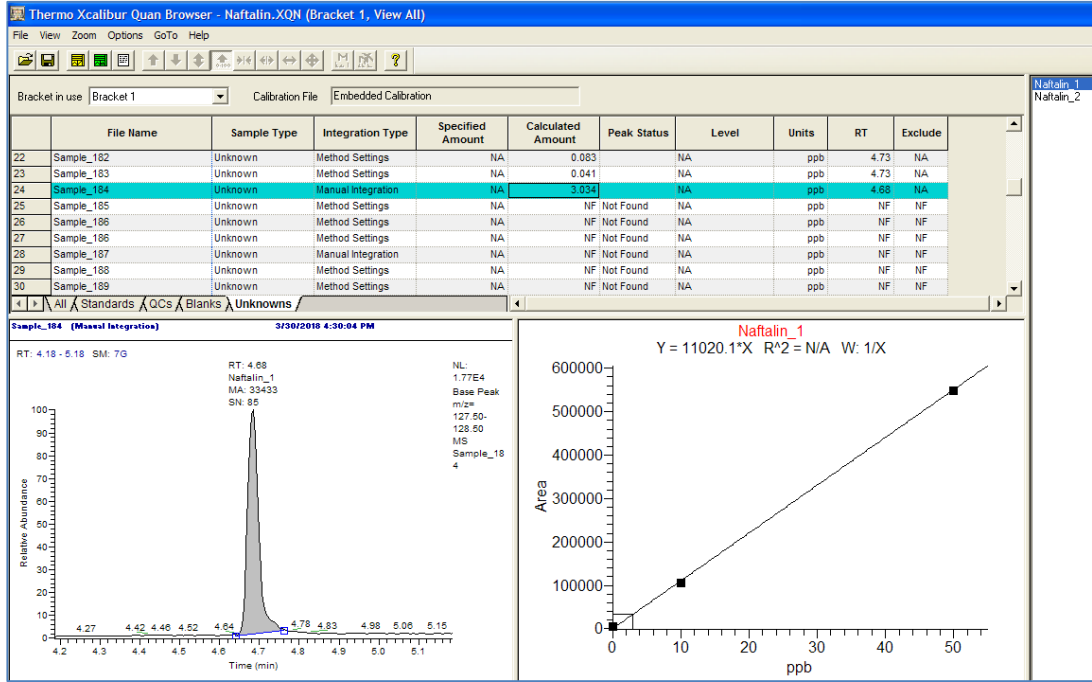 Thermo Xcalibur Quan Browser - Naftalin.XQN (Bracket 1, View All)
File View Zoom Options GoTo Help
Bracket in use Bracket 1 Calibration File Embedded Calibration
File Name Sample Type Integration Type Specified Amount Calculated Amount Peak Status Level Units RT Exclude
22 Sample_182 Unknown Method Settings NA 0.083 NA ppb 4.73 NA
23 Sample_183 Unknown Method Settings NA 0.041 NA ppb 4.73 NA
24 Sample_184 Unknown Manual Integration NA 3.034 NA ppb 4.68 NA
25 Sample_185 Unknown Method Settings NA NF Not Found NA ppb NF NF
26 Sample_186 Unknown Method Settings NA NF Not Found NA ppb NF NF
27 Sample_186 Unknown Method Settings NA NF Not Found NA ppb NF NF
28 Sample_187 Unknown Manual Integration NA NF Not Found NA ppb NF NF
29 Sample_188 Unknown Method Settings NA NF Not Found NA ppb NF NF
30 Sample_189 Unknown Method Settings NA NF Not Found NA ppb NF NF
All Standards QCs Blanks Unknowns
Naftalin_1
Naftalin_2
Sample_184 (Manual Integration) 3/30/2018 4:30:04 PM
RT: 4.18 - 5.18 SM: 7G
RT: 4.68
Naftalin_1
MA: 33433
SN: 85
NL:
1.77E4
Base Peak
m/z=
127.50-
128.50
MS
Sample_18
4
Relative Abundance
100
90
80
70
60
50
40
30
20
10
0
4.27 4.42 4.46 4.52 4.64 4.78 4.83 4.98 5.06 5.15
4.2 4.3 4.4 4.5 4.6 4.7 4.8 4.9 5.0 5.1
Time (min)
Naftalin_1
Y = 11020.1*X R^2 = N/A W: 1/X
Area
600000
500000
400000
300000
200000
100000
0
0 10 20 30 40 50
ppb